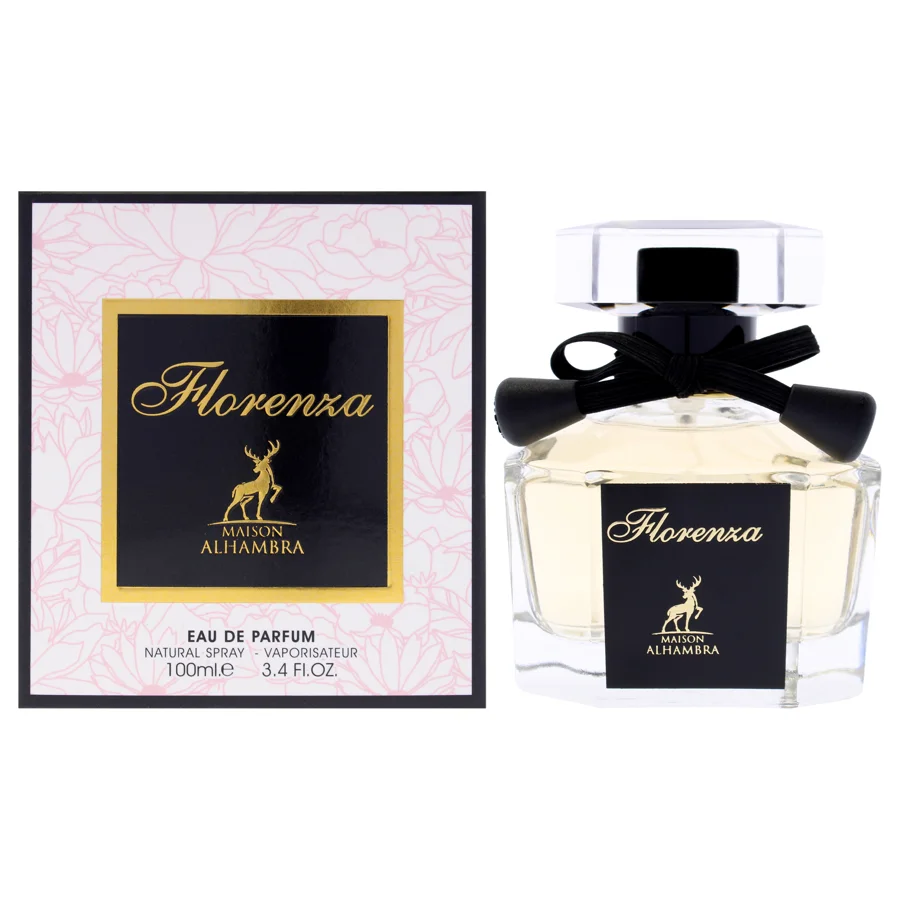 Florenza
MAISON
ALHAMBRA
EAU DE PARFUM
NATURAL SPRAY - VAPORISATEUR
100ml.e 3.4 Fl.OZ.
Florenza
MAISON
ALHAMBRA